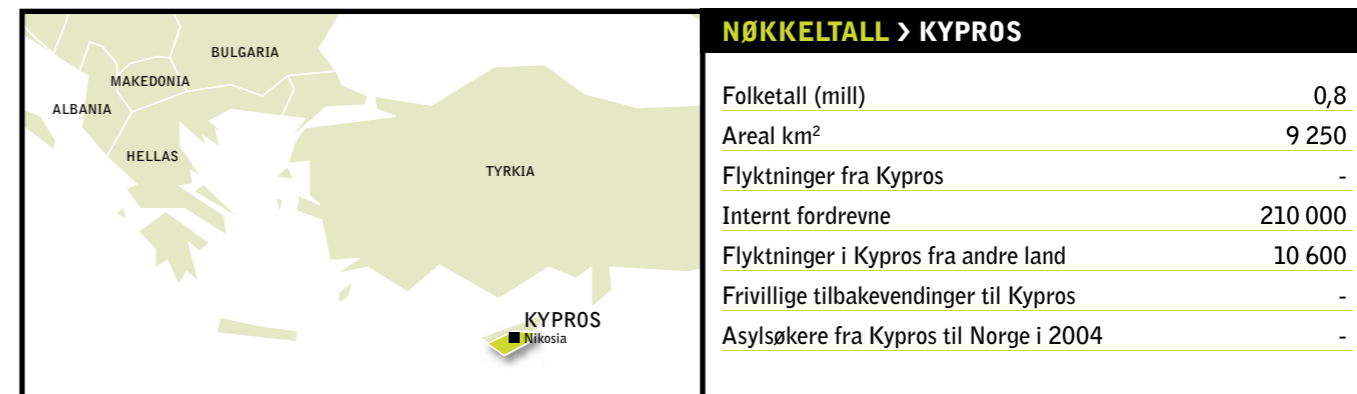 BULGARIA
MAKEDONIA
ALBANIA
HELLAS
TYRKIA
KYPROS
Nikosia
NØKKELTALL > KYPROS
Folketall (mill) 0,8
Areal km² 9 250
Flyktninger fra Kypros -
Internt fordrevne 210 000
Flyktninger i Kypros fra andre land 10 600
Frivillige tilbakevendinger til Kypros -
Asylsøkere fra Kypros til Norge i 2004 -